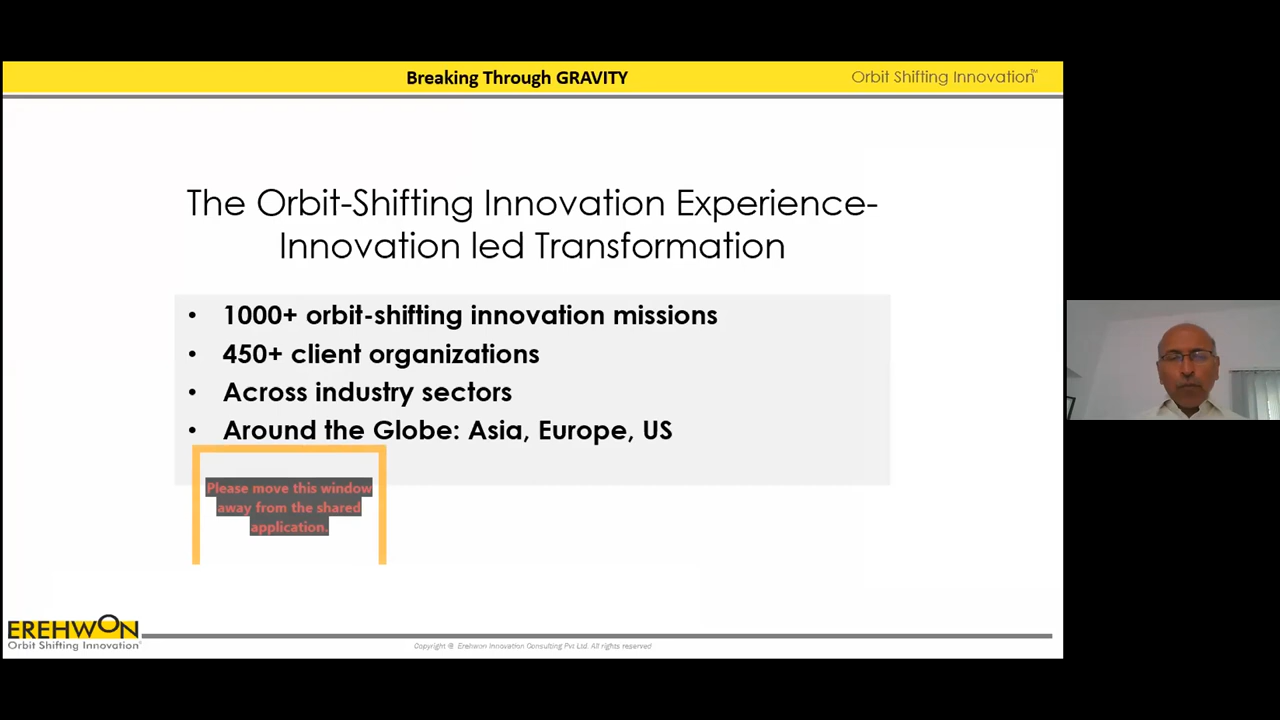 Breaking Through GRAVITY
Orbit Shifting Innovation™
The Orbit-Shifting Innovation Experience-
Innovation led Transformation
• 1000+ orbit-shifting innovation missions
• 450+ client organizations
• Across industry sectors
• Around the Globe: Asia, Europe, US
Please move this window
away from the shared
application.
EREHWON
Orbit Shifting Innovation
Copyright @ Erehwon Innovation Consulting Pvt Ltd. All rights reserved